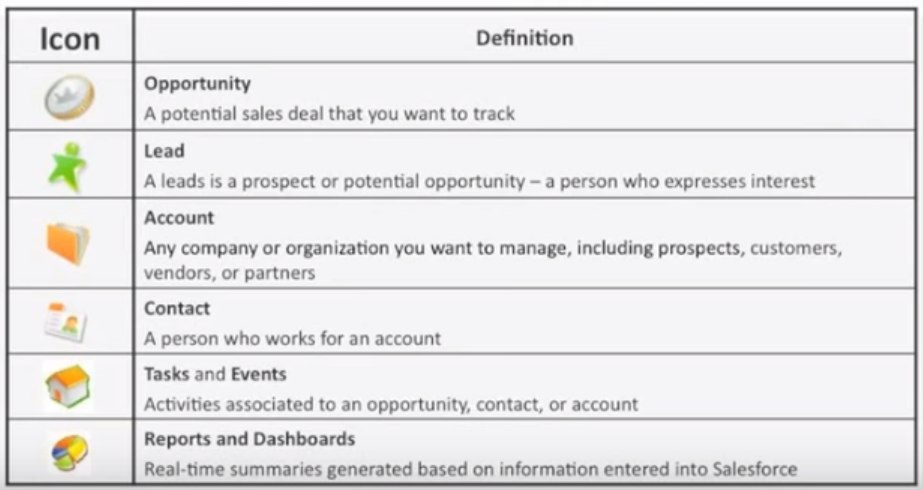 Icon
Definition
Opportunity
A potential sales deal that you want to track
Lead
A leads is a prospect or potential opportunity – a person who expresses interest
Account
Any company or organization you want to manage, including prospects, customers,
vendors, or partners
Contact
A person who works for an account
Tasks and Events
Activities associated to an opportunity, contact, or account
Reports and Dashboards
Real-time summaries generated based on information entered into Salesforce